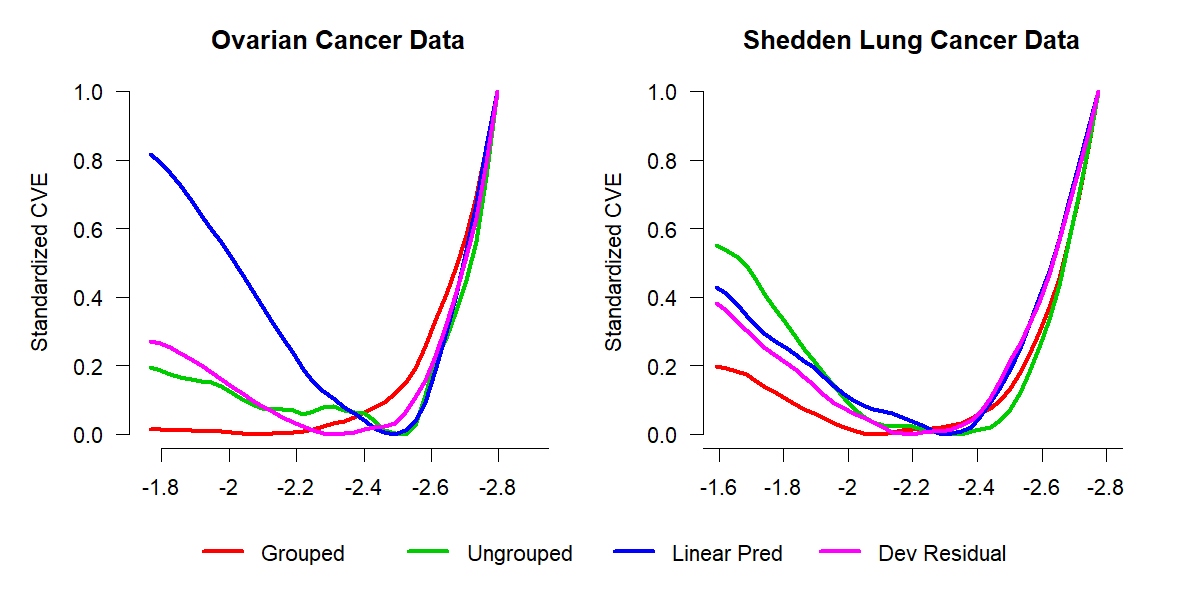 Ovarian Cancer Data
Standardized CVE
1.0
0.8
0.6
0.4
0.2
0.0
-1.8 -2 -2.2 -2.4 -2.6 -2.8
Shedden Lung Cancer Data
Standardized CVE
1.0
0.8
0.6
0.4
0.2
0.0
-1.6 -1.8 -2 -2.2 -2.4 -2.6 -2.8
Grouped Ungrouped Linear Pred Dev Residual